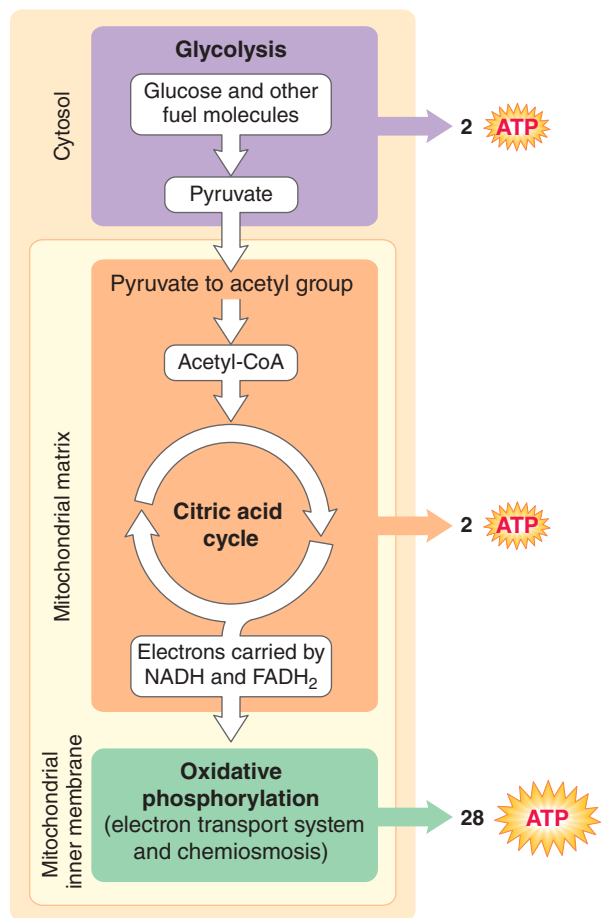 Glycolysis
Glucose and other
fuel molecules
Pyruvate
Cytosol
2 ATP
Pyruvate to acetyl group
Acetyl-CoA
Citric acid
cycle
Electrons carried by
NADH and FADH₂
Mitochondrial matrix
2 ATP
Oxidative
phosphorylation
(electron transport system
and chemiosmosis)
Mitochondrial
inner membrane
28 ATP